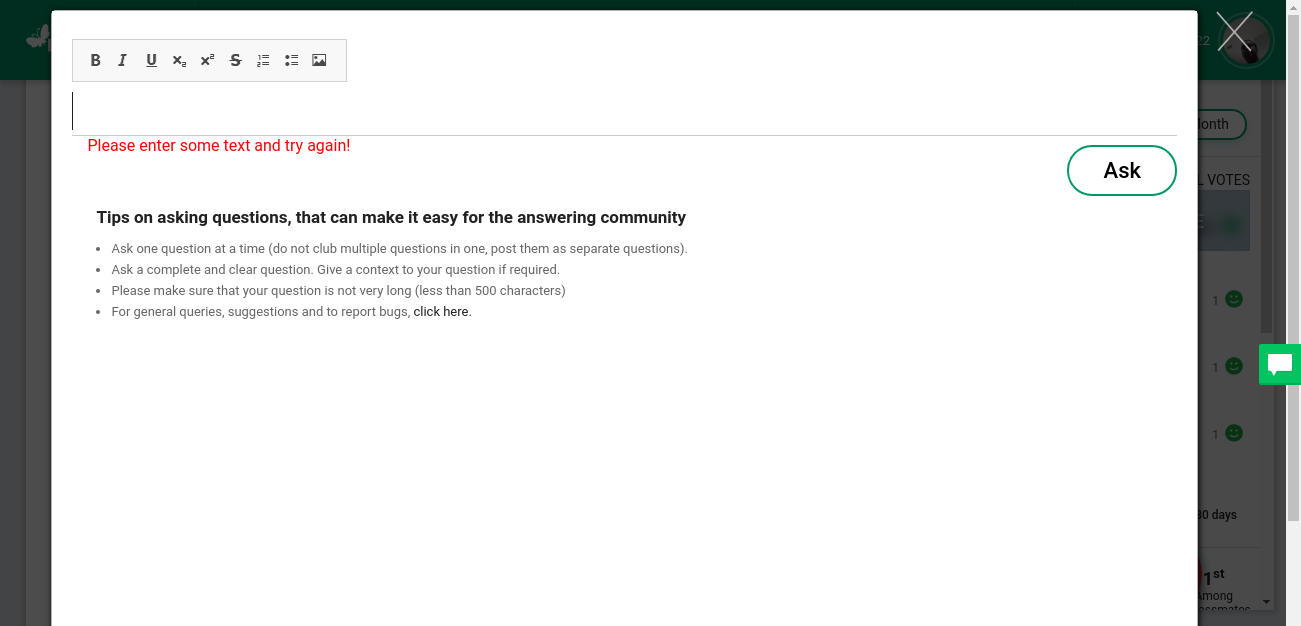 B I U x₂ x² S
22
Please enter some text and try again!
Ask
L VOTES
Tips on asking questions, that can make it easy for the answering community
Ask one question at a time (do not club multiple questions in one, post them as separate questions).
Ask a complete and clear question. Give a context to your question if required.
Please make sure that your question is not very long (less than 500 characters)
For general queries, suggestions and to report bugs, click here.
1
1
1
30 days
1st
Among